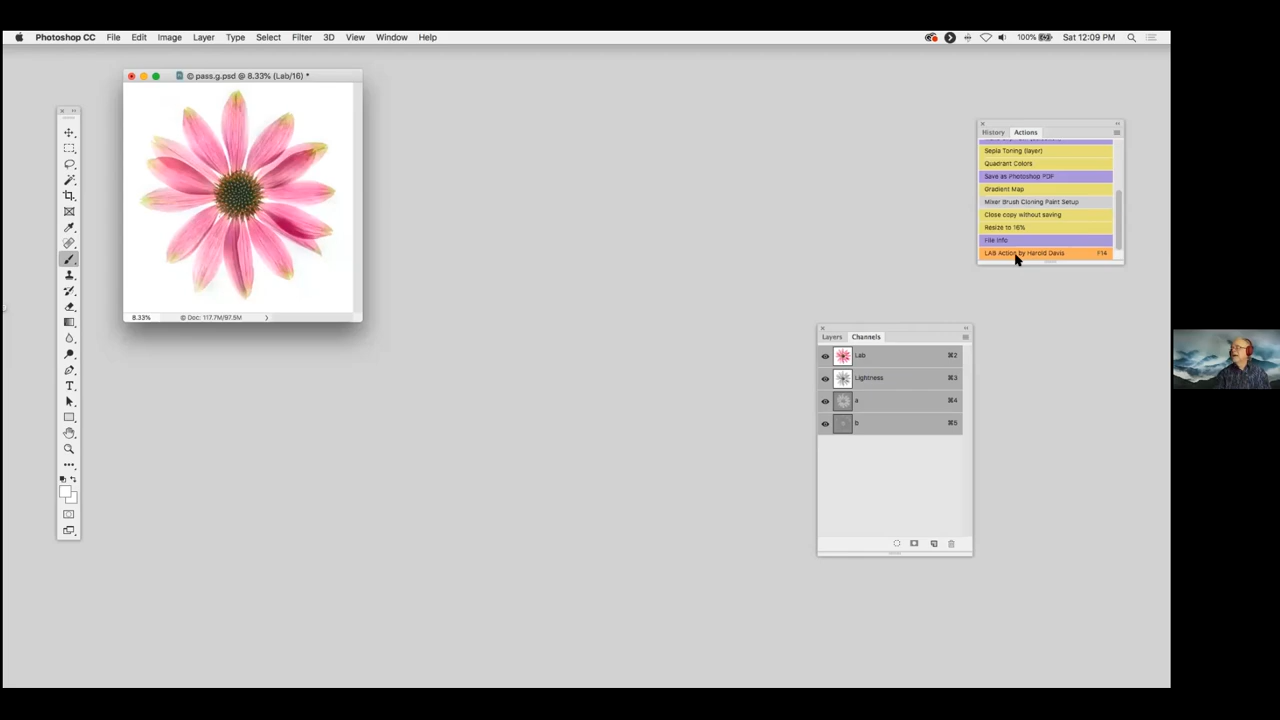 Photoshop CC File Edit Image Layer Type Select Filter 3D View Window Help 100% Sat 12:09 PM
© pass.g.psd @ 8.33% (Lab/16) *
8.33% © Doc: 117.7M/97.5M
History Actions
Sepia Toning (layer)
Quadrant Colors
Save as Photoshop PDF
Gradient Map
Mixer Brush Cloning Paint Setup
Close copy without saving
Resize to 16%
File Info
LAB Action by Harold Davis F14
Layers Channels
Lab ⌘2
Lightness ⌘3
a ⌘4
b ⌘5